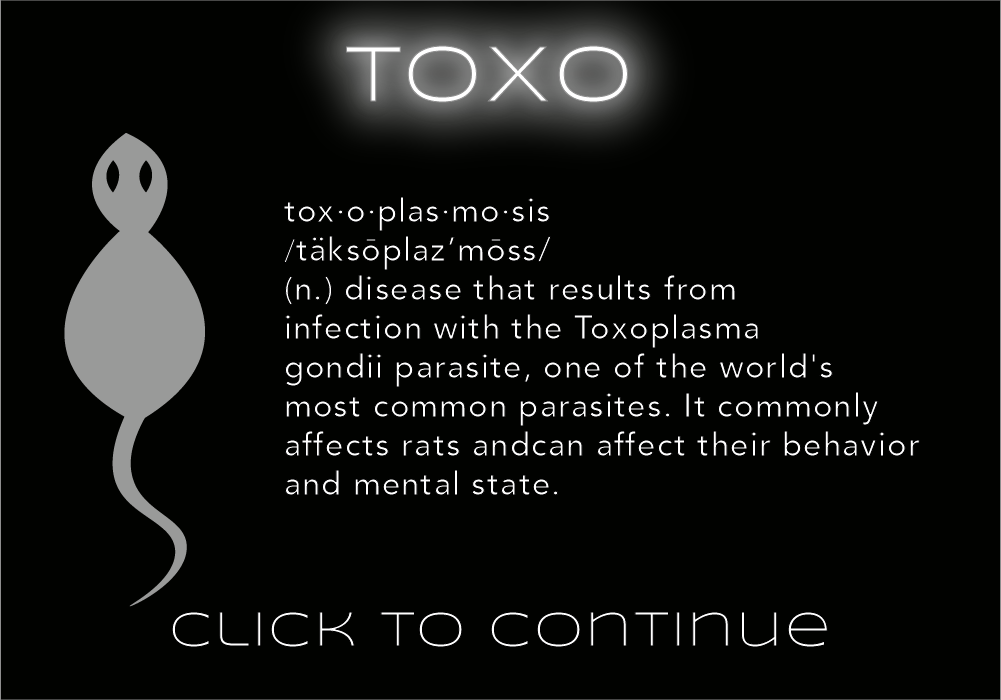 TOXO
tox·o·plas·mo·sis
/täksōplaz’mōss/
(n.) disease that results from
infection with the Toxoplasma
gondii parasite, one of the world's
most common parasites. It commonly
affects rats andcan affect their behavior
and mental state.
CLICK TO CONTINUE